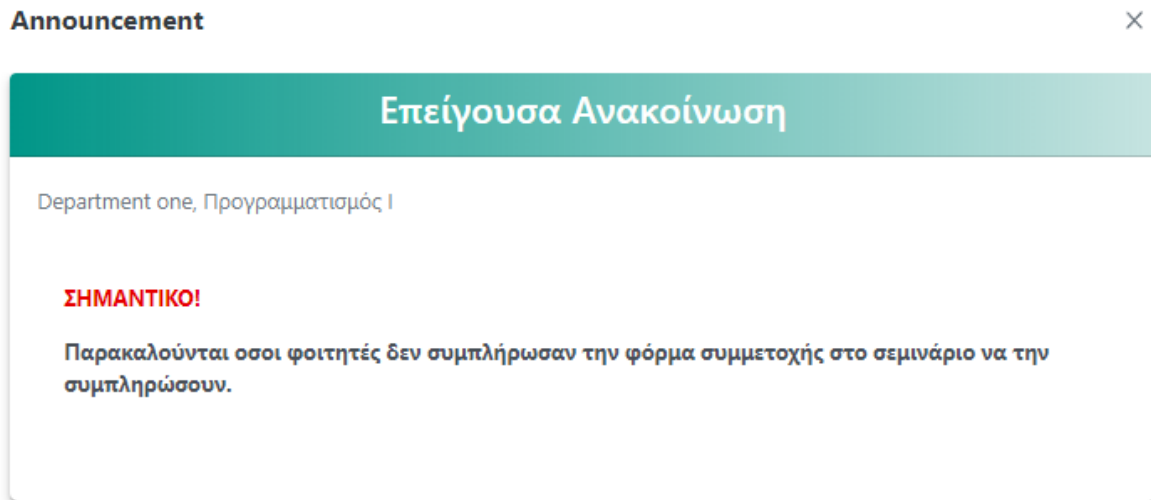 Announcement
Επείγουσα Ανακοίνωση
Department one, Προγραμματισμός Ι
ΣΗΜΑΝΤΙΚΟ!
Παρακαλούνται οσοι φοιτητές δεν συμπλήρωσαν την φόρμα συμμετοχής στο σεμινάριο να την
συμπληρώσουν.